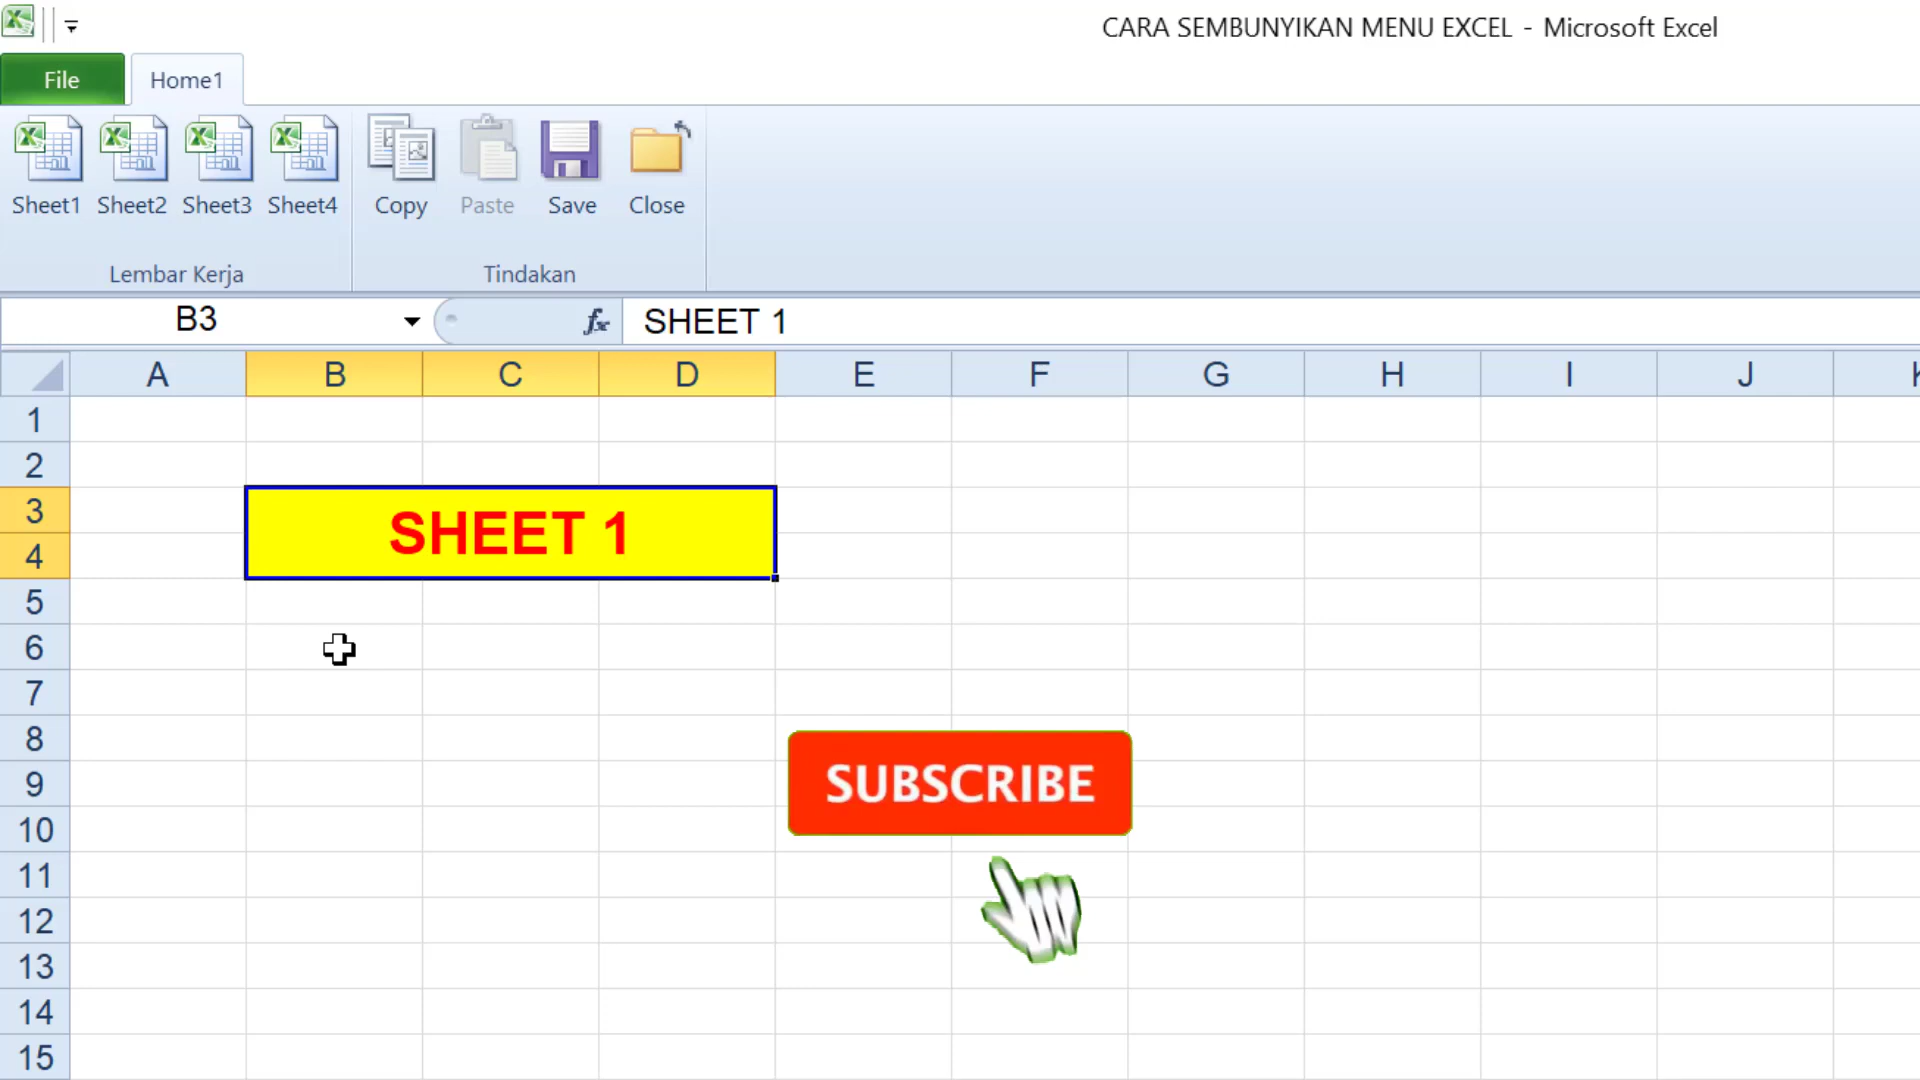 CARA SEMBUNYIKAN MENU EXCEL - Microsoft Excel
File Home1
Sheet1 Sheet2 Sheet3 Sheet4 Copy Paste Save Close
Lembar Kerja Tindakan
B3 fx SHEET 1
A B C D E F G H I J K
1
2
3
SHEET 1
4
5
6
7
8
SUBSCRIBE
9
10
11
12
13
14
15